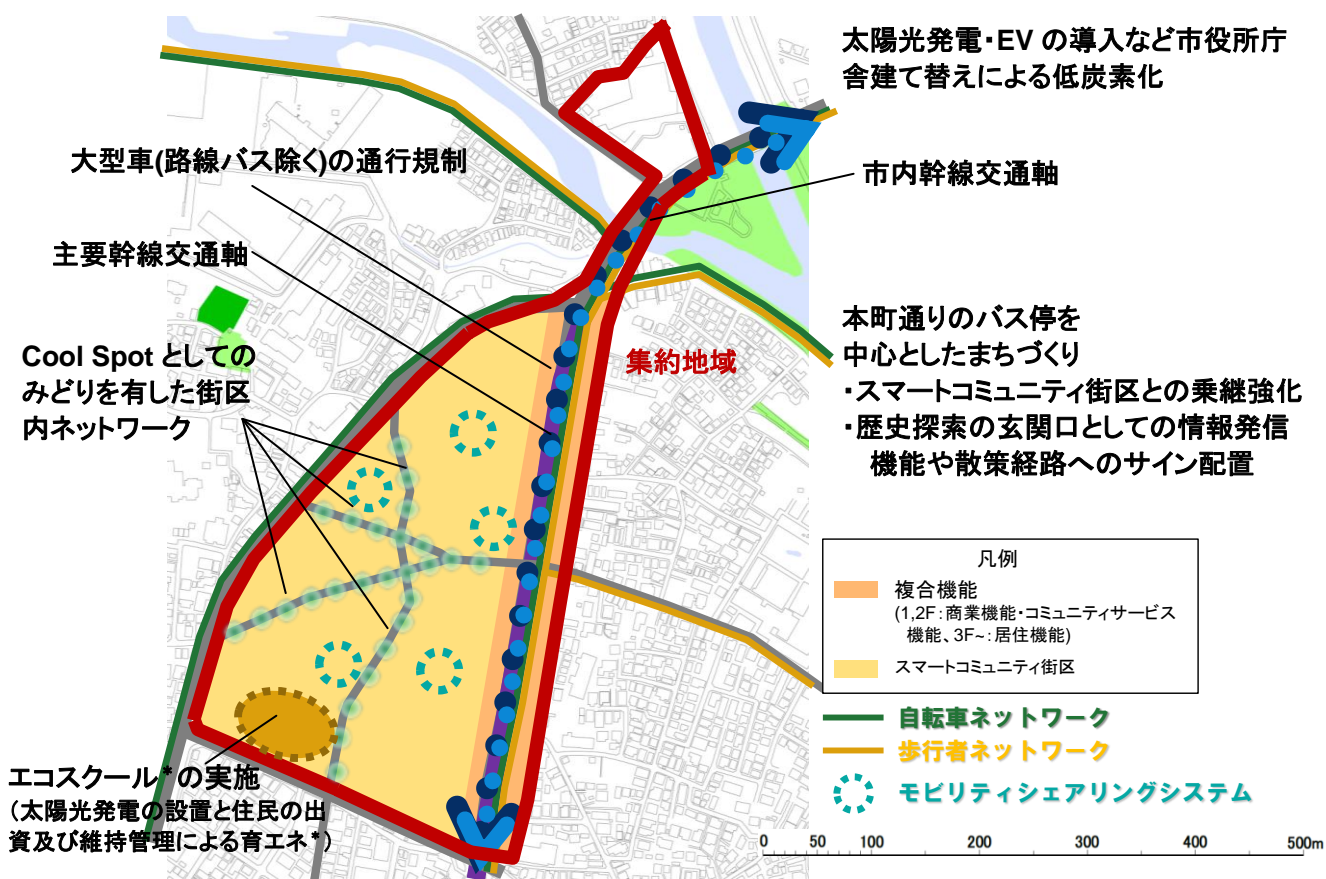 太陽光発電・EV の導入など市役所庁
舎建て替えによる低炭素化
大型車(路線バス除く)の通行規制
市内幹線交通軸
主要幹線交通軸
本町通りのバス停を
中心としたまちづくり
・スマートコミュニティ街区との乗継強化
・歴史探索の玄関口としての情報発信
機能や散策経路へのサイン配置
Cool Spot としての
みどりを有した街区
内ネットワーク
集約地域
凡例
複合機能
(1,2F:商業機能・コミュニティサービス
機能、3F~:居住機能)
スマートコミュニティ街区
自転車ネットワーク
歩行者ネットワーク
モビリティシェアリングシステム
エコスクール*の実施
(太陽光発電の設置と住民の出
資及び維持管理による育エネ*)
0 50 100 200 300 400 500m